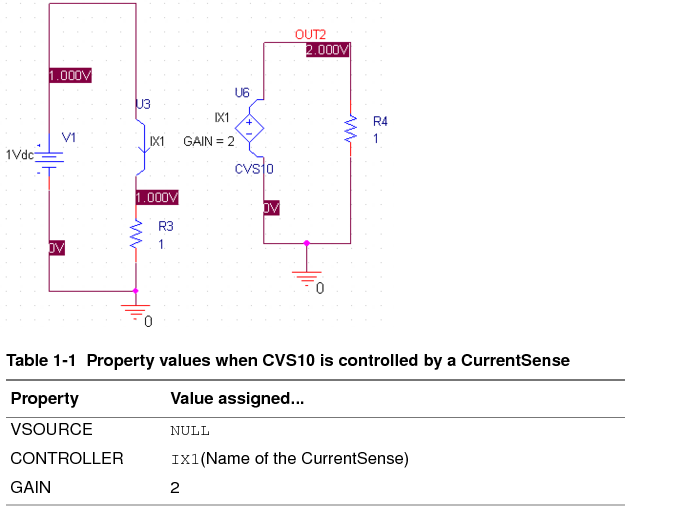 OUT2
2.000V
1.000V
U3
U6
IX1
V1
1Vdc
IX1
GAIN = 2
R4
1
CVS10
1.000V
0V
R3
1
0V
0
0
Table 1-1 Property values when CVS10 is controlled by a CurrentSense
Property Value assigned...
VSOURCE NULL
CONTROLLER IX1(Name of the CurrentSense)
GAIN 2